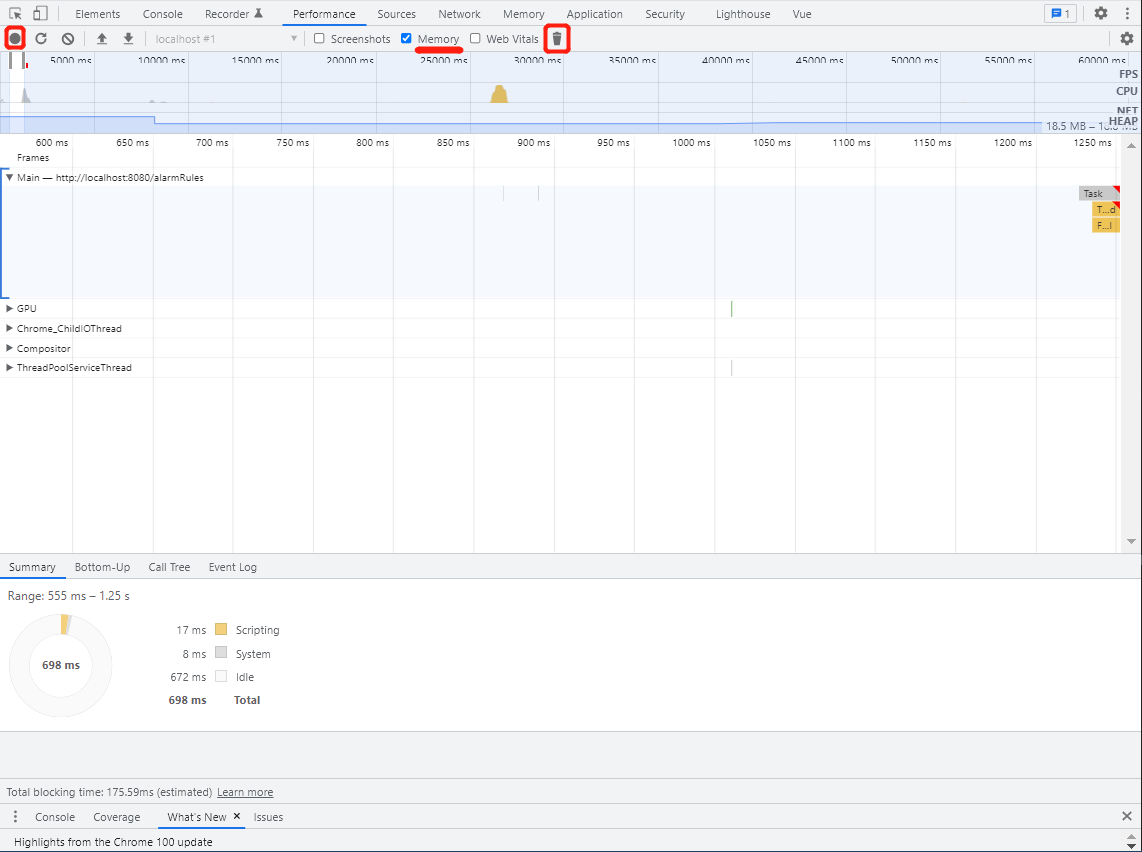 Elements Console Recorder Performance Sources Network Memory Application Security Lighthouse Vue 1
localhost #1 Screenshots Memory Web Vitals
5000 ms 10000 ms 15000 ms 20000 ms 25000 ms 30000 ms 35000 ms 40000 ms 45000 ms 50000 ms 55000 ms 60000 ms
FPS
CPU
NET
HEAP
18.5 MB –
600 ms 650 ms 700 ms 750 ms 800 ms 850 ms 900 ms 950 ms 1000 ms 1050 ms 1100 ms 1150 ms 1200 ms 1250 ms
Frames
Main — http://localhost:8080/alarmRules
Task
T...d
F...l
GPU
Chrome_ChildIOThread
Compositor
ThreadPoolServiceThread
Summary Bottom-Up Call Tree Event Log
Range: 555 ms – 1.25 s
698 ms
17 ms Scripting
8 ms System
672 ms Idle
698 ms Total
Total blocking time: 175.59ms (estimated) Learn more
Console Coverage What's New × Issues
Highlights from the Chrome 100 update